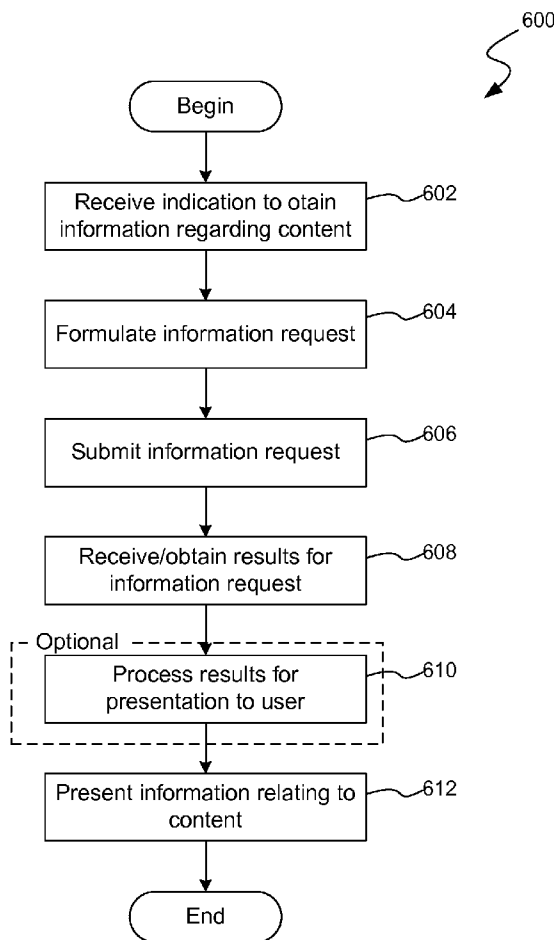 600
Begin
Receive indication to otain
information regarding content
602
Formulate information request
604
Submit information request
606
Receive/obtain results for
information request
608
Optional
Process results for
presentation to user
610
Present information relating to
content
612
End